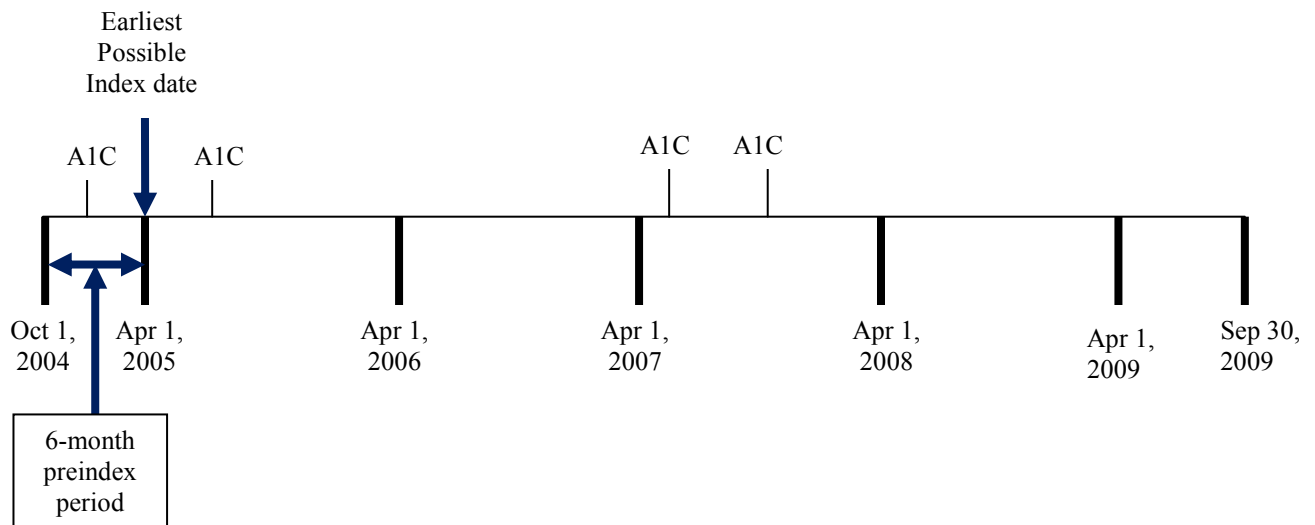 Earliest
Possible
Index date
A1C
A1C
A1C
A1C
Oct 1,
2004
Apr 1,
2005
Apr 1,
2006
Apr 1,
2007
Apr 1,
2008
Apr 1,
2009
Sep 30,
2009
6-month
preindex
period